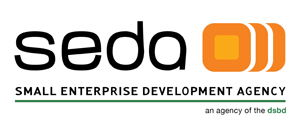 seda
SMALL ENTERPRISE DEVELOPMENT AGENCY
an agency of the dsbd